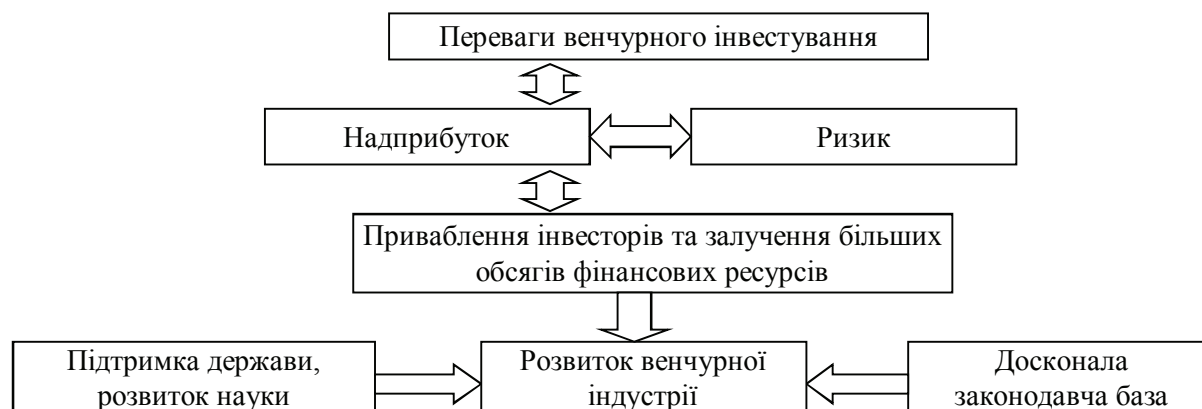 Переваги венчурного інвестування
Надприбуток
Ризик
Приваблення інвесторів та залучення більших
обсягів фінансових ресурсів
Підтримка держави,
розвиток науки
Розвиток венчурної
індустрії
Досконала
законодавча база